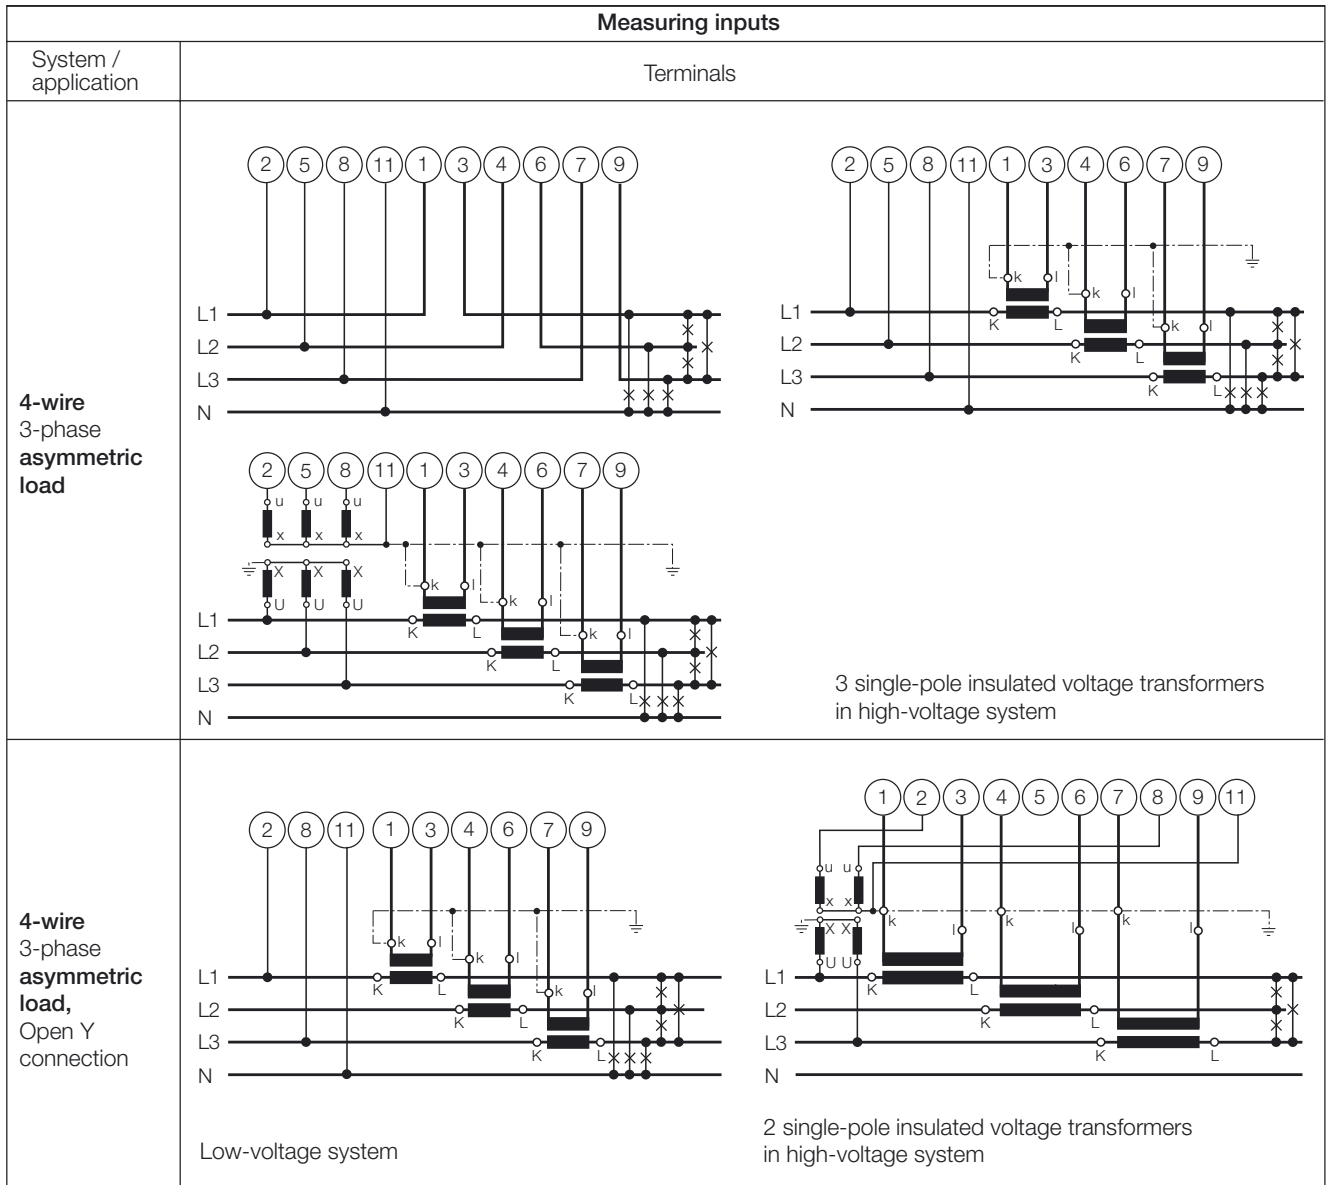 Measuring inputs
System /
application
Terminals
4-wire
3-phase
asymmetric
load
2 5 8 11 1 3 4 6 7 9
L1
L2
L3
N
2 5 8 11 1 3 4 6 7 9
k l
k l
k l
L1
K L
L2
K L
L3
K L
N
2 5 8 11 1 3 4 6 7 9
u u u
x x x
X X X
U U U
k l
k l
k l
L1
K L
L2
K L
L3
K L
N
3 single-pole insulated voltage transformers
in high-voltage system
4-wire
3-phase
asymmetric
load,
Open Y
connection
2 8 11 1 3 4 6 7 9
k l
k l
k l
L1
K L
L2
K L
L3
K L
N
Low-voltage system
1 2 3 4 5 6 7 8 9 11
u u
x x
X X
U U
k l k l k l
L1
K L
L2
K L
L3
K L
N
2 single-pole insulated voltage transformers
in high-voltage system